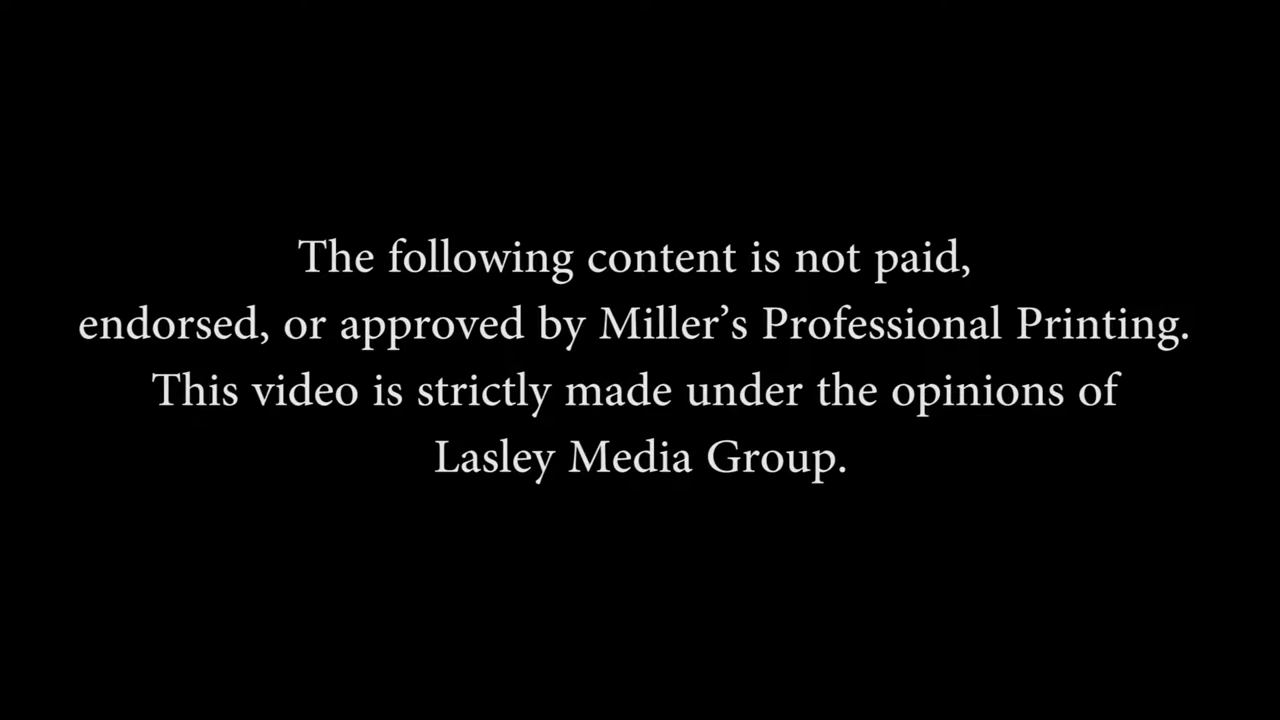 The following content is not paid,
endorsed, or approved by Miller’s Professional Printing.
This video is strictly made under the opinions of
Lasley Media Group.